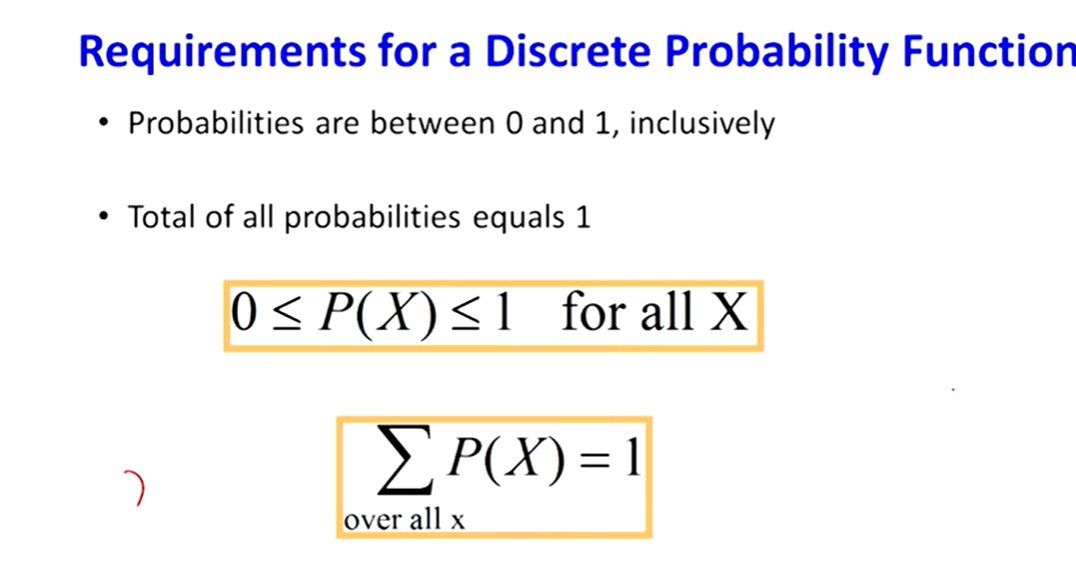 Requirements for a Discrete Probability Function
• Probabilities are between 0 and 1, inclusively
• Total of all probabilities equals 1
0 ≤ P(X) ≤ 1 for all X
∑ P(X) = 1
over all x